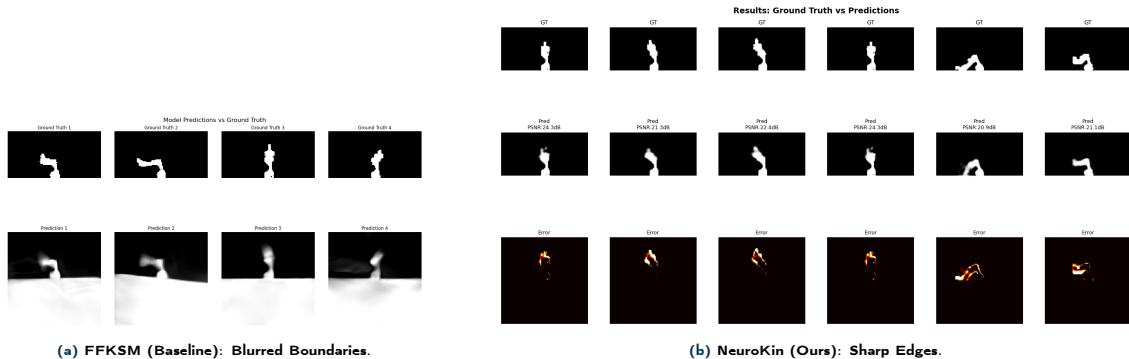 Model Predictions vs Ground Truth
Ground Truth 1 Ground Truth 2 Ground Truth 3 Ground Truth 4
Prediction 1 Prediction 2 Prediction 3 Prediction 4
(a) FFKSM (Baseline): Blurred Boundaries.
Results: Ground Truth vs Predictions
GT GT GT GT GT GT
Pred Pred Pred Pred Pred Pred
PSNR:24.3dB PSNR:21.3dB PSNR:22.4dB PSNR:24.3dB PSNR:20.9dB PSNR:21.1dB
Error Error Error Error Error Error
(b) NeuroKin (Ours): Sharp Edges.